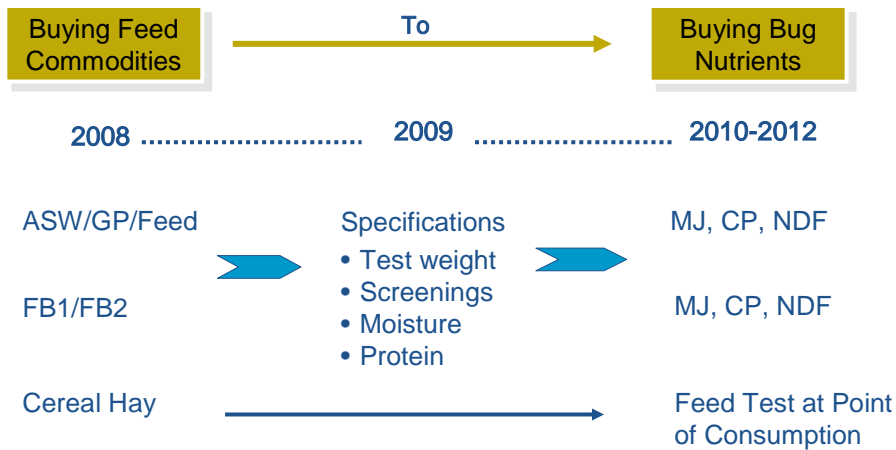 Buying Feed
Commodities
To
Buying Bug
Nutrients
2008 ........................ 2009 ........................ 2010-2012
ASW/GP/Feed
Specifications
• Test weight
• Screenings
• Moisture
• Protein
MJ, CP, NDF
FB1/FB2
MJ, CP, NDF
Cereal Hay
Feed Test at Point
of Consumption